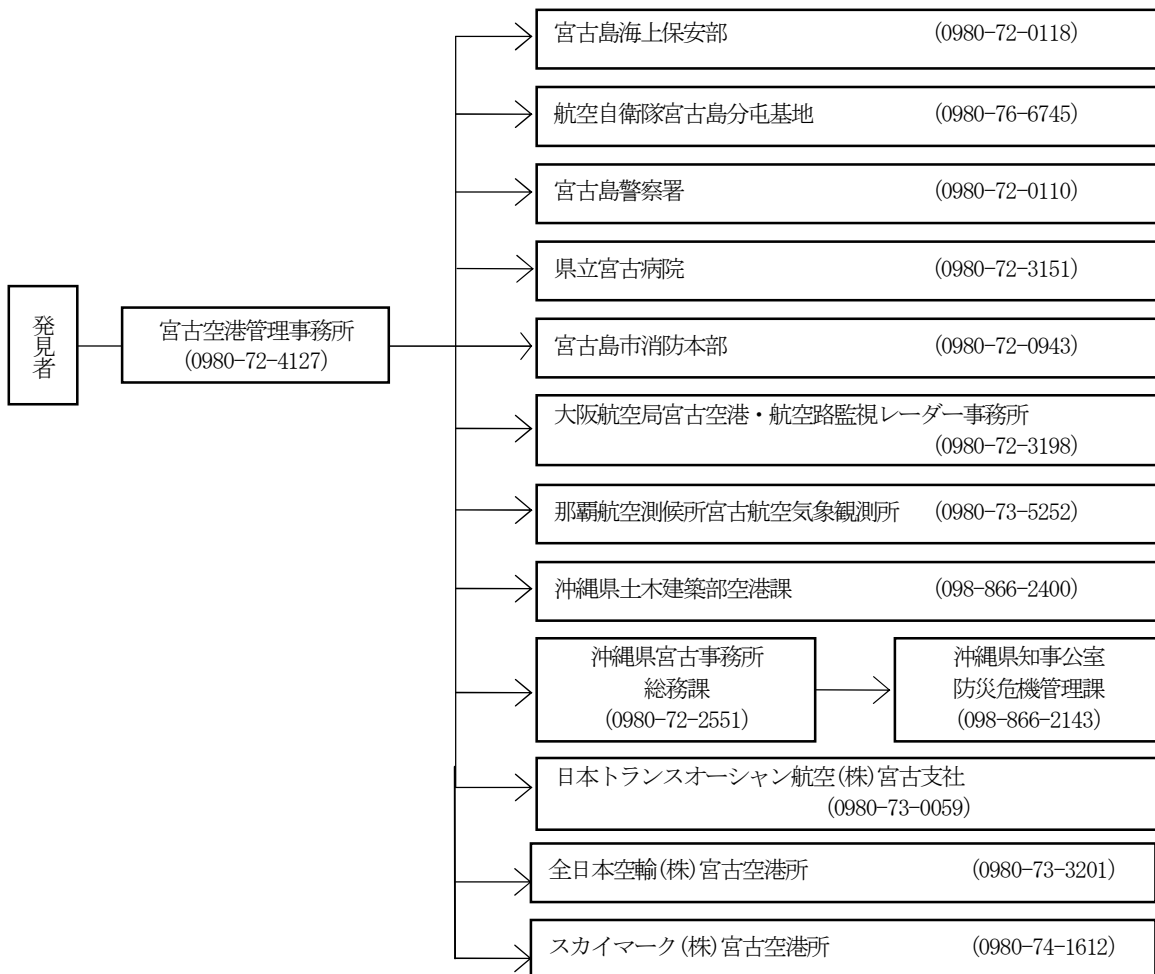 発見者
宮古空港管理事務所
(0980-72-4127)
宮古島海上保安部 (0980-72-0118)
航空自衛隊宮古島分屯基地 (0980-76-6745)
宮古島警察署 (0980-72-0110)
県立宮古病院 (0980-72-3151)
宮古島市消防本部 (0980-72-0943)
大阪航空局宮古空港・航空路監視レーダー事務所
(0980-72-3198)
那覇航空測候所宮古航空気象観測所 (0980-73-5252)
沖縄県土木建築部空港課 (098-866-2400)
沖縄県宮古事務所
総務課
(0980-72-2551)
沖縄県知事公室
防災危機管理課
(098-866-2143)
日本トランスオーシャン航空(株)宮古支社
(0980-73-0059)
全日本空輸(株)宮古空港所 (0980-73-3201)
スカイマーク(株)宮古空港所 (0980-74-1612)